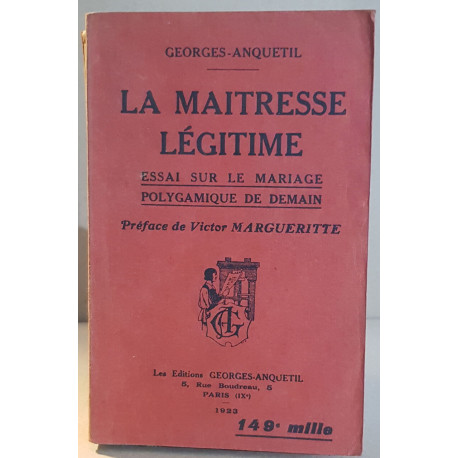 GEORGES-ANQUETIL
LA MAITRESSE
LÉGITIME
ESSAI SUR LE MARIAGE
POLYGAMIQUE DE DEMAIN
Préface de Victor MARGUERITTE
AG
Les Editions GEORGES-ANQUETIL
5, Rue Boudreau, 5
PARIS (IXᵉ)
1923
149ᵉ mille